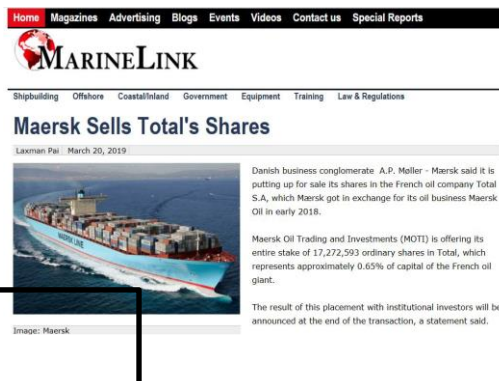 Home Magazines Advertising Blogs Events Videos Contact us Special Reports
MARINELINK
Shipbuilding Offshore Coastal/Inland Government Equipment Training Law & Regulations
Maersk Sells Total's Shares
Laxman Pai March 20, 2019
MAERSK LINE
Image: Maersk
Danish business conglomerate A.P. Møller - Mærsk said it is
putting up for sale its shares in the French oil company Total
S.A, which Mærsk got in exchange for its oil business Maersk
Oil in early 2018.
Maersk Oil Trading and Investments (MOTI) is offering its
entire stake of 17,272,593 ordinary shares in Total, which
represents approximately 0.65% of capital of the French oil
giant.
The result of this placement with institutional investors will be
announced at the end of the transaction, a statement said.